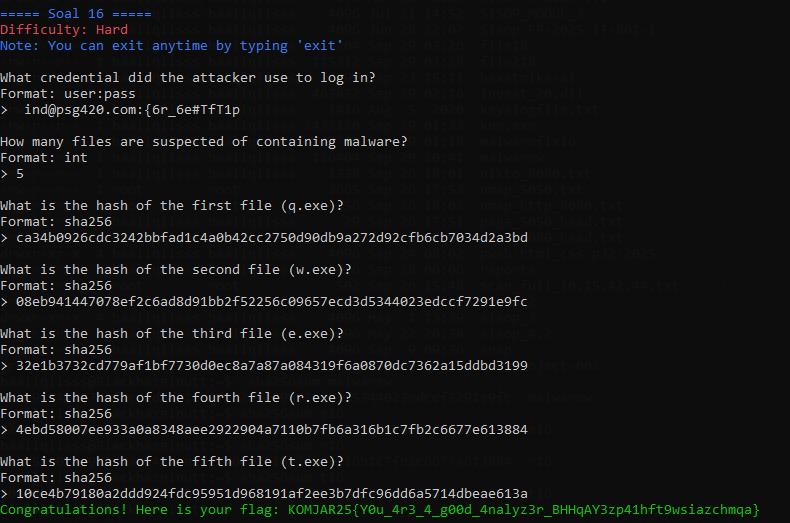 ===== Soal 16 =====
Difficulty: Hard
Note: You can exit anytime by typing 'exit'
What credential did the attacker use to log in?
Format: user:pass
>  ind@psg420.com:{6r_6e#TfT1p
How many files are suspected of containing malware?
Format: int
> 5
What is the hash of the first file (q.exe)?
Format: sha256
> ca34b0926cdc3242bbfad1c4a0b42cc2750d90db9a272d92cfb6cb7034d2a3bd
What is the hash of the second file (w.exe)?
Format: sha256
> 08eb941447078ef2c6ad8d91bb2f52256c09657ecd3d5344023edccf7291e9fc
What is the hash of the third file (e.exe)?
Format: sha256
> 32e1b3732cd779af1bf7730d0ec8a7a87a084319f6a0870dc7362a15ddbd3199
What is the hash of the fourth file (r.exe)?
Format: sha256
> 4ebd58007ee933a0a8348aee2922904a7110b7fb6a316b1c7fb2c6677e613884
What is the hash of the fifth file (t.exe)?
Format: sha256
> 10ce4b79180a2ddd924fdc95951d968191af2ee3b7dfc96dd6a5714dbeae613a
Congratulations! Here is your flag: KOMJAR25{Y0u_4r3_4_g00d_4nalyz3r_BHHqAY3zp41hft9wsiazchmqa}